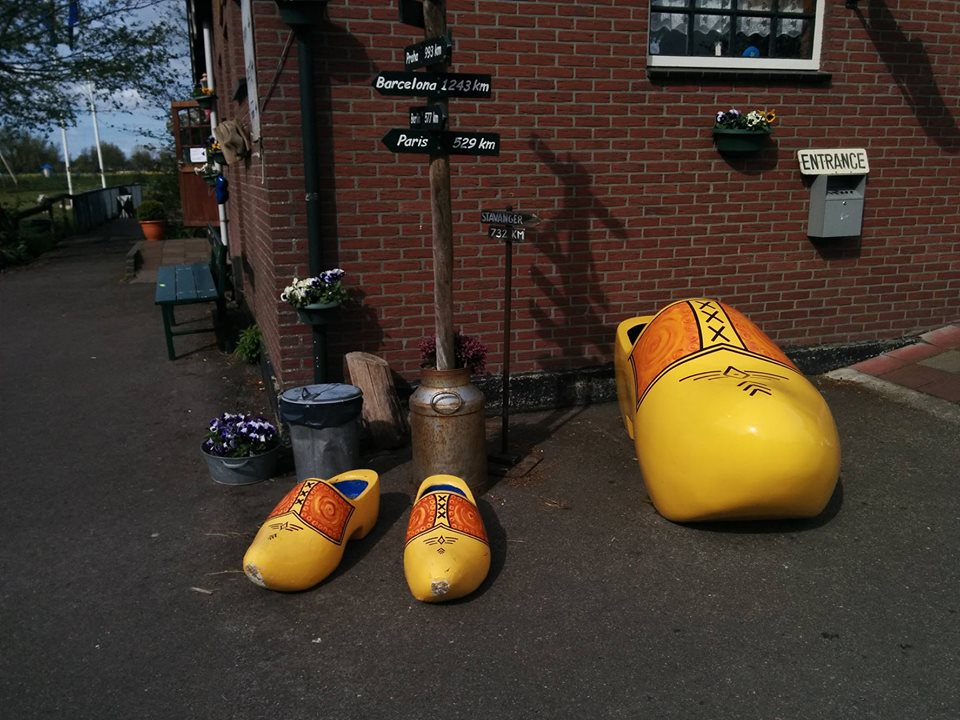 Praha 993 km
Barcelona 1243 km
577 km
Paris 529 km
STAVANGER
732 KM
ENTRANCE